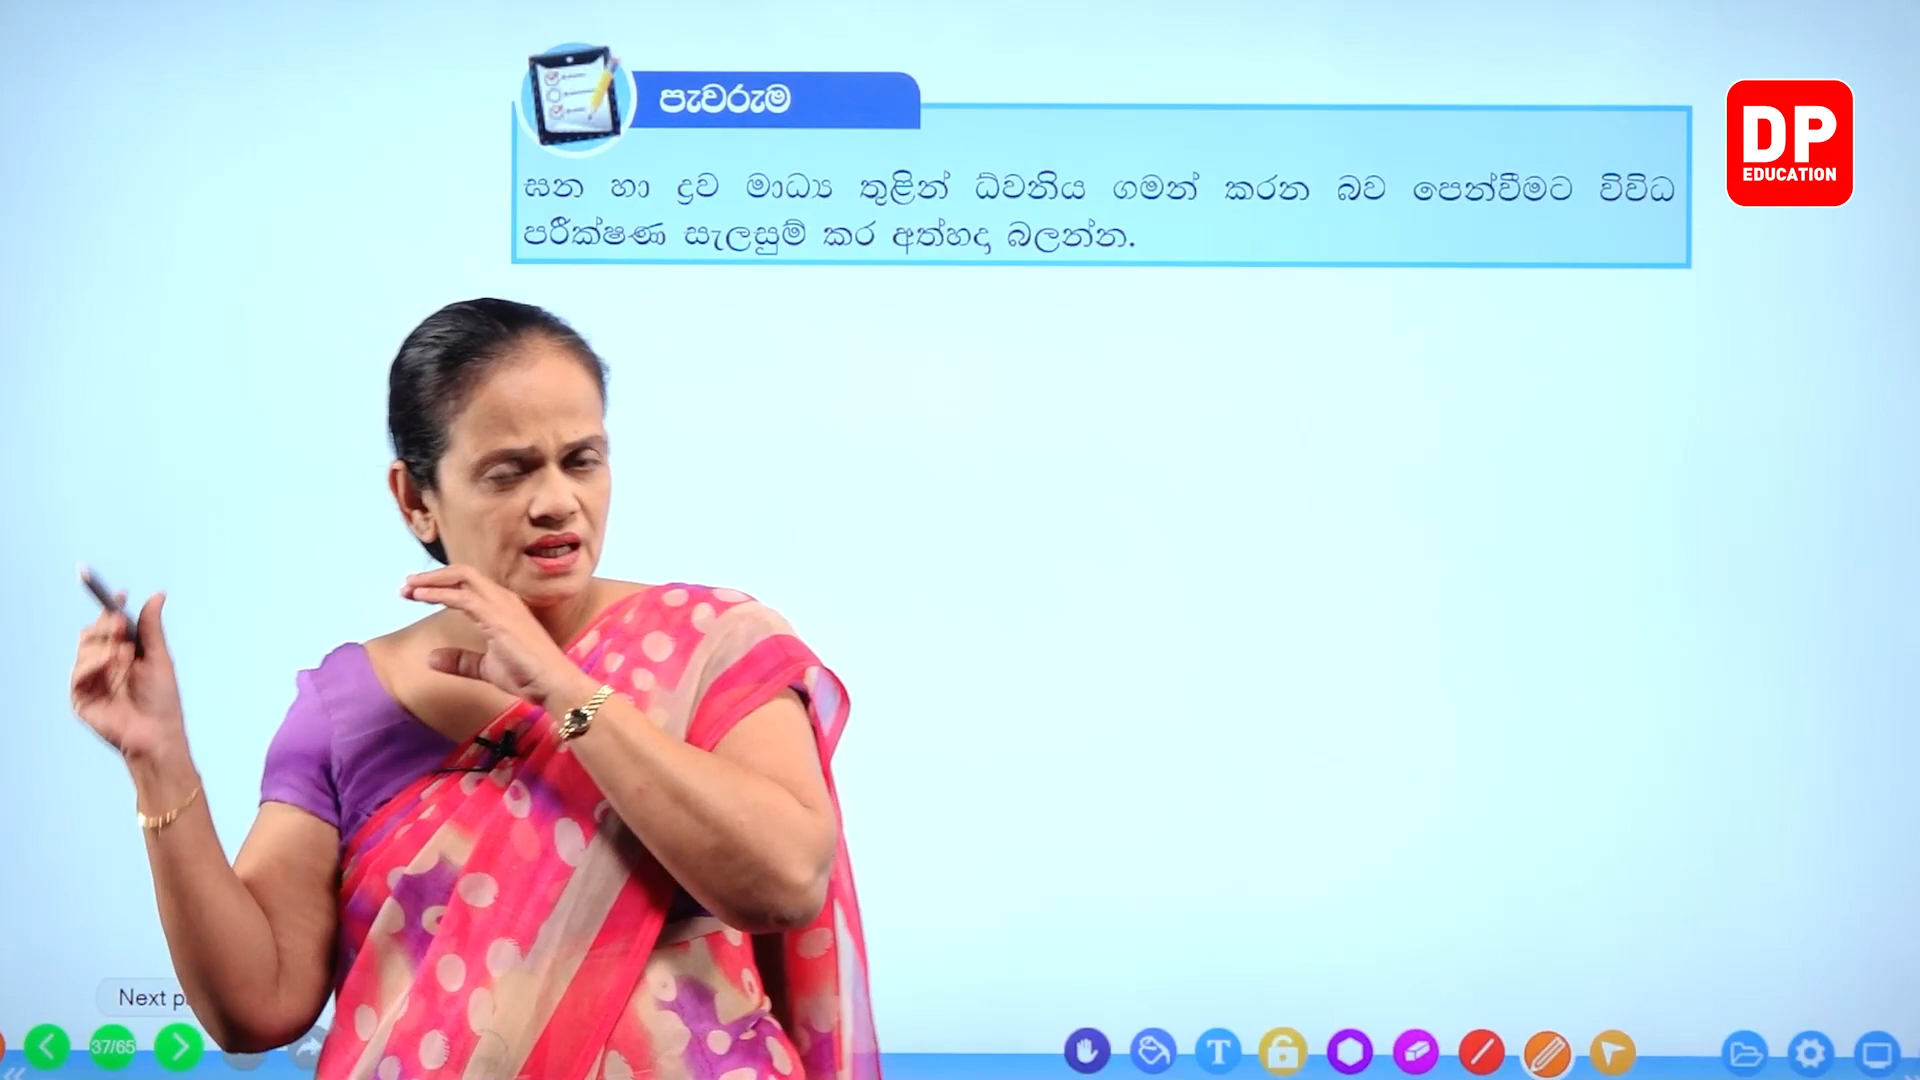 පැවරුම
DP
EDUCATION
ඝන හා ද්‍රව මාධ්‍ය තුළින් ධ්වනිය ගමන් කරන බව පෙන්වීමට විවිධ
පරීක්ෂණ සැලසුම් කර අත්හදා බලන්න.
Next
37/65
T